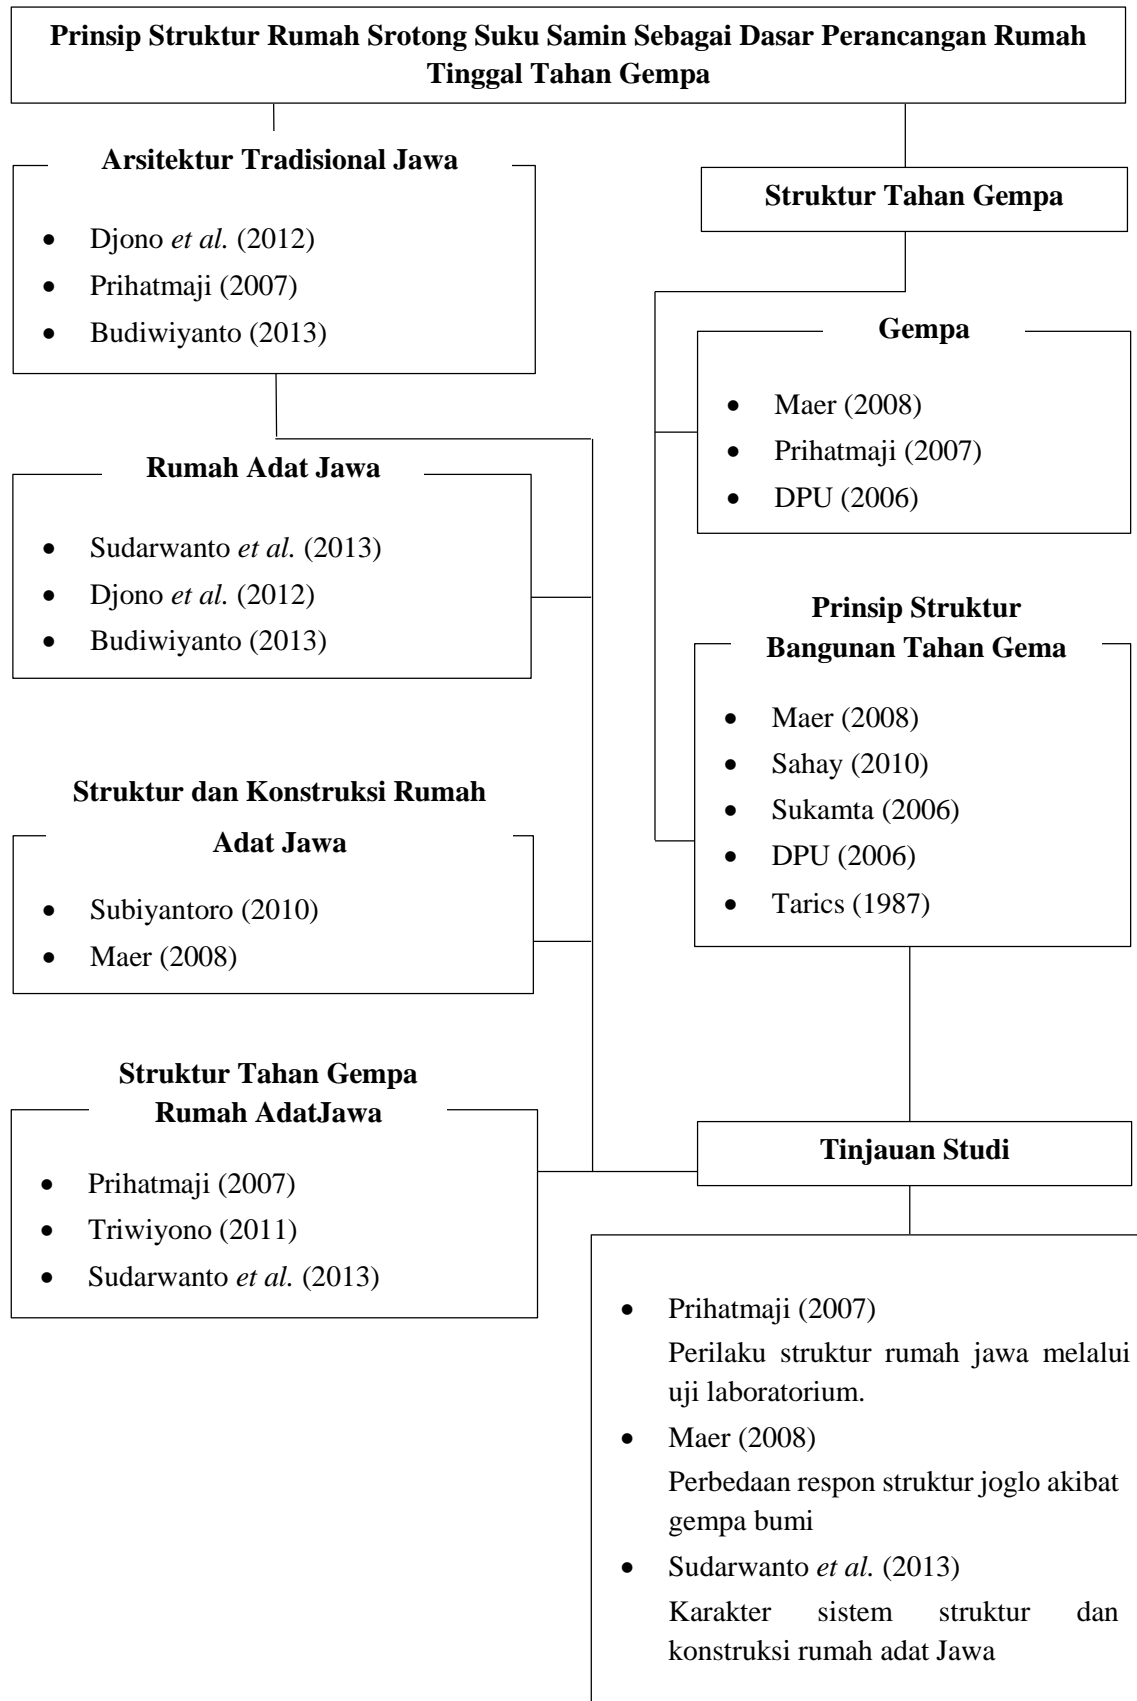 Prinsip Struktur Rumah Srotong Suku Samin Sebagai Dasar Perancangan Rumah
Tinggal Tahan Gempa
Arsitektur Tradisional Jawa
• Djono et al. (2012)
• Prihatmaji (2007)
• Budiwiyanto (2013)
Rumah Adat Jawa
• Sudarwanto et al. (2013)
• Djono et al. (2012)
• Budiwiyanto (2013)
Struktur dan Konstruksi Rumah
Adat Jawa
• Subiyantoro (2010)
• Maer (2008)
Struktur Tahan Gempa
Rumah AdatJawa
• Prihatmaji (2007)
• Triwiyono (2011)
• Sudarwanto et al. (2013)
Struktur Tahan Gempa
Gempa
• Maer (2008)
• Prihatmaji (2007)
• DPU (2006)
Prinsip Struktur
Bangunan Tahan Gema
• Maer (2008)
• Sahay (2010)
• Sukamta (2006)
• DPU (2006)
• Tarics (1987)
Tinjauan Studi
• Prihatmaji (2007)
Perilaku struktur rumah jawa melalui
uji laboratorium.
• Maer (2008)
Perbedaan respon struktur joglo akibat
gempa bumi
• Sudarwanto et al. (2013)
Karakter sistem struktur dan
konstruksi rumah adat Jawa